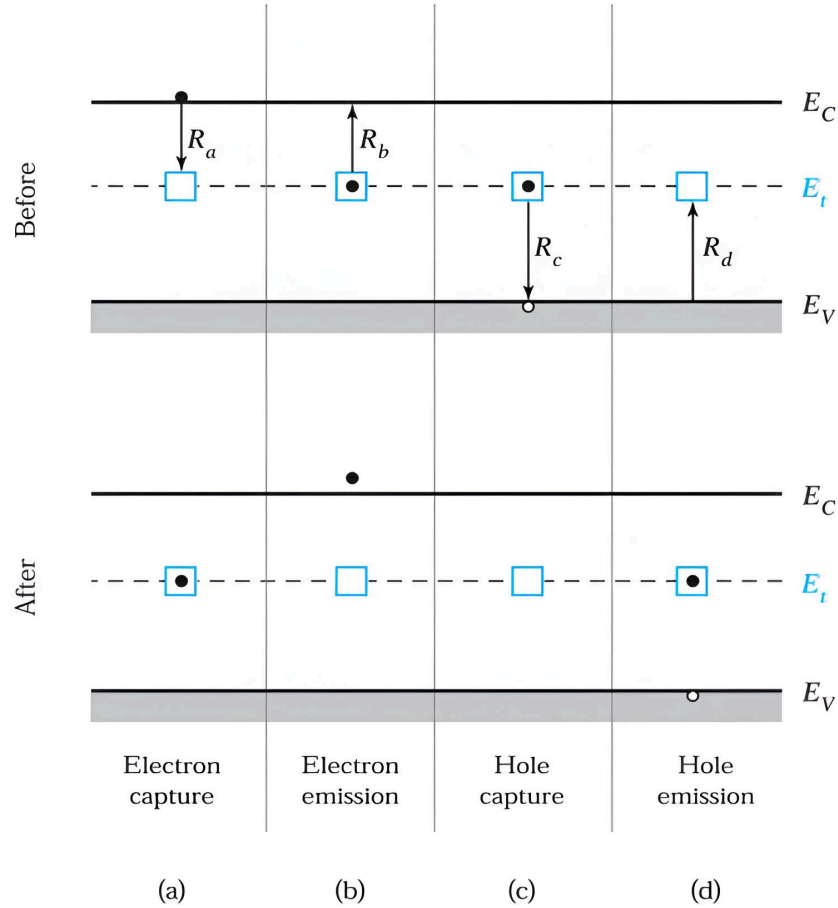 Before
E_C
R_a
R_b
E_t
R_c
R_d
E_V
After
E_C
E_t
E_V
Electron
capture
Electron
emission
Hole
capture
Hole
emission
(a)
(b)
(c)
(d)